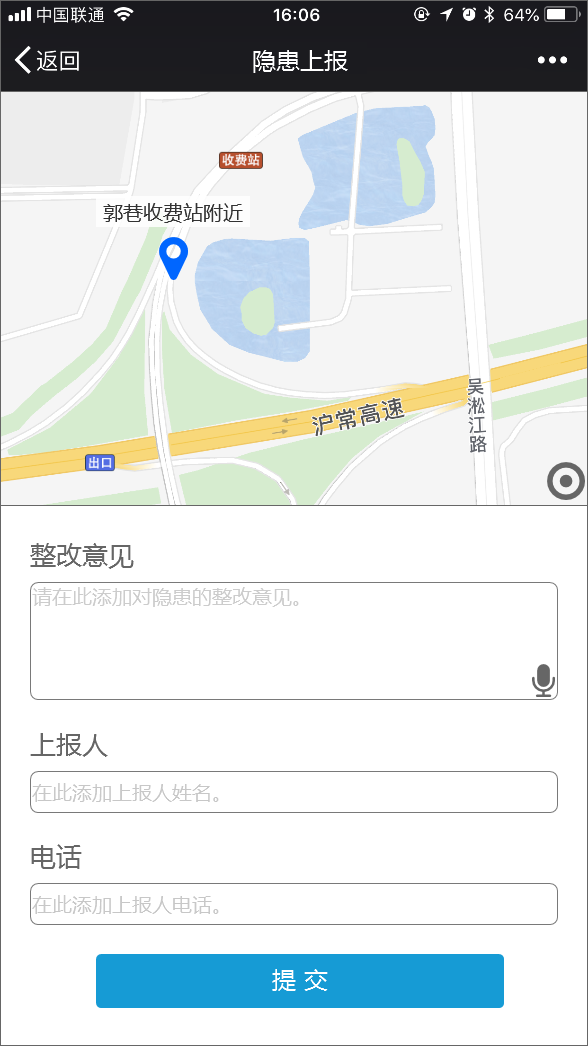 中国联通 16:06 64%
返回 隐患上报
收费站
郭巷收费站附近
沪常高速
吴淞江路
出口
整改意见
请在此添加对隐患的整改意见。
上报人
在此添加上报人姓名。
电话
在此添加上报人电话。
提 交